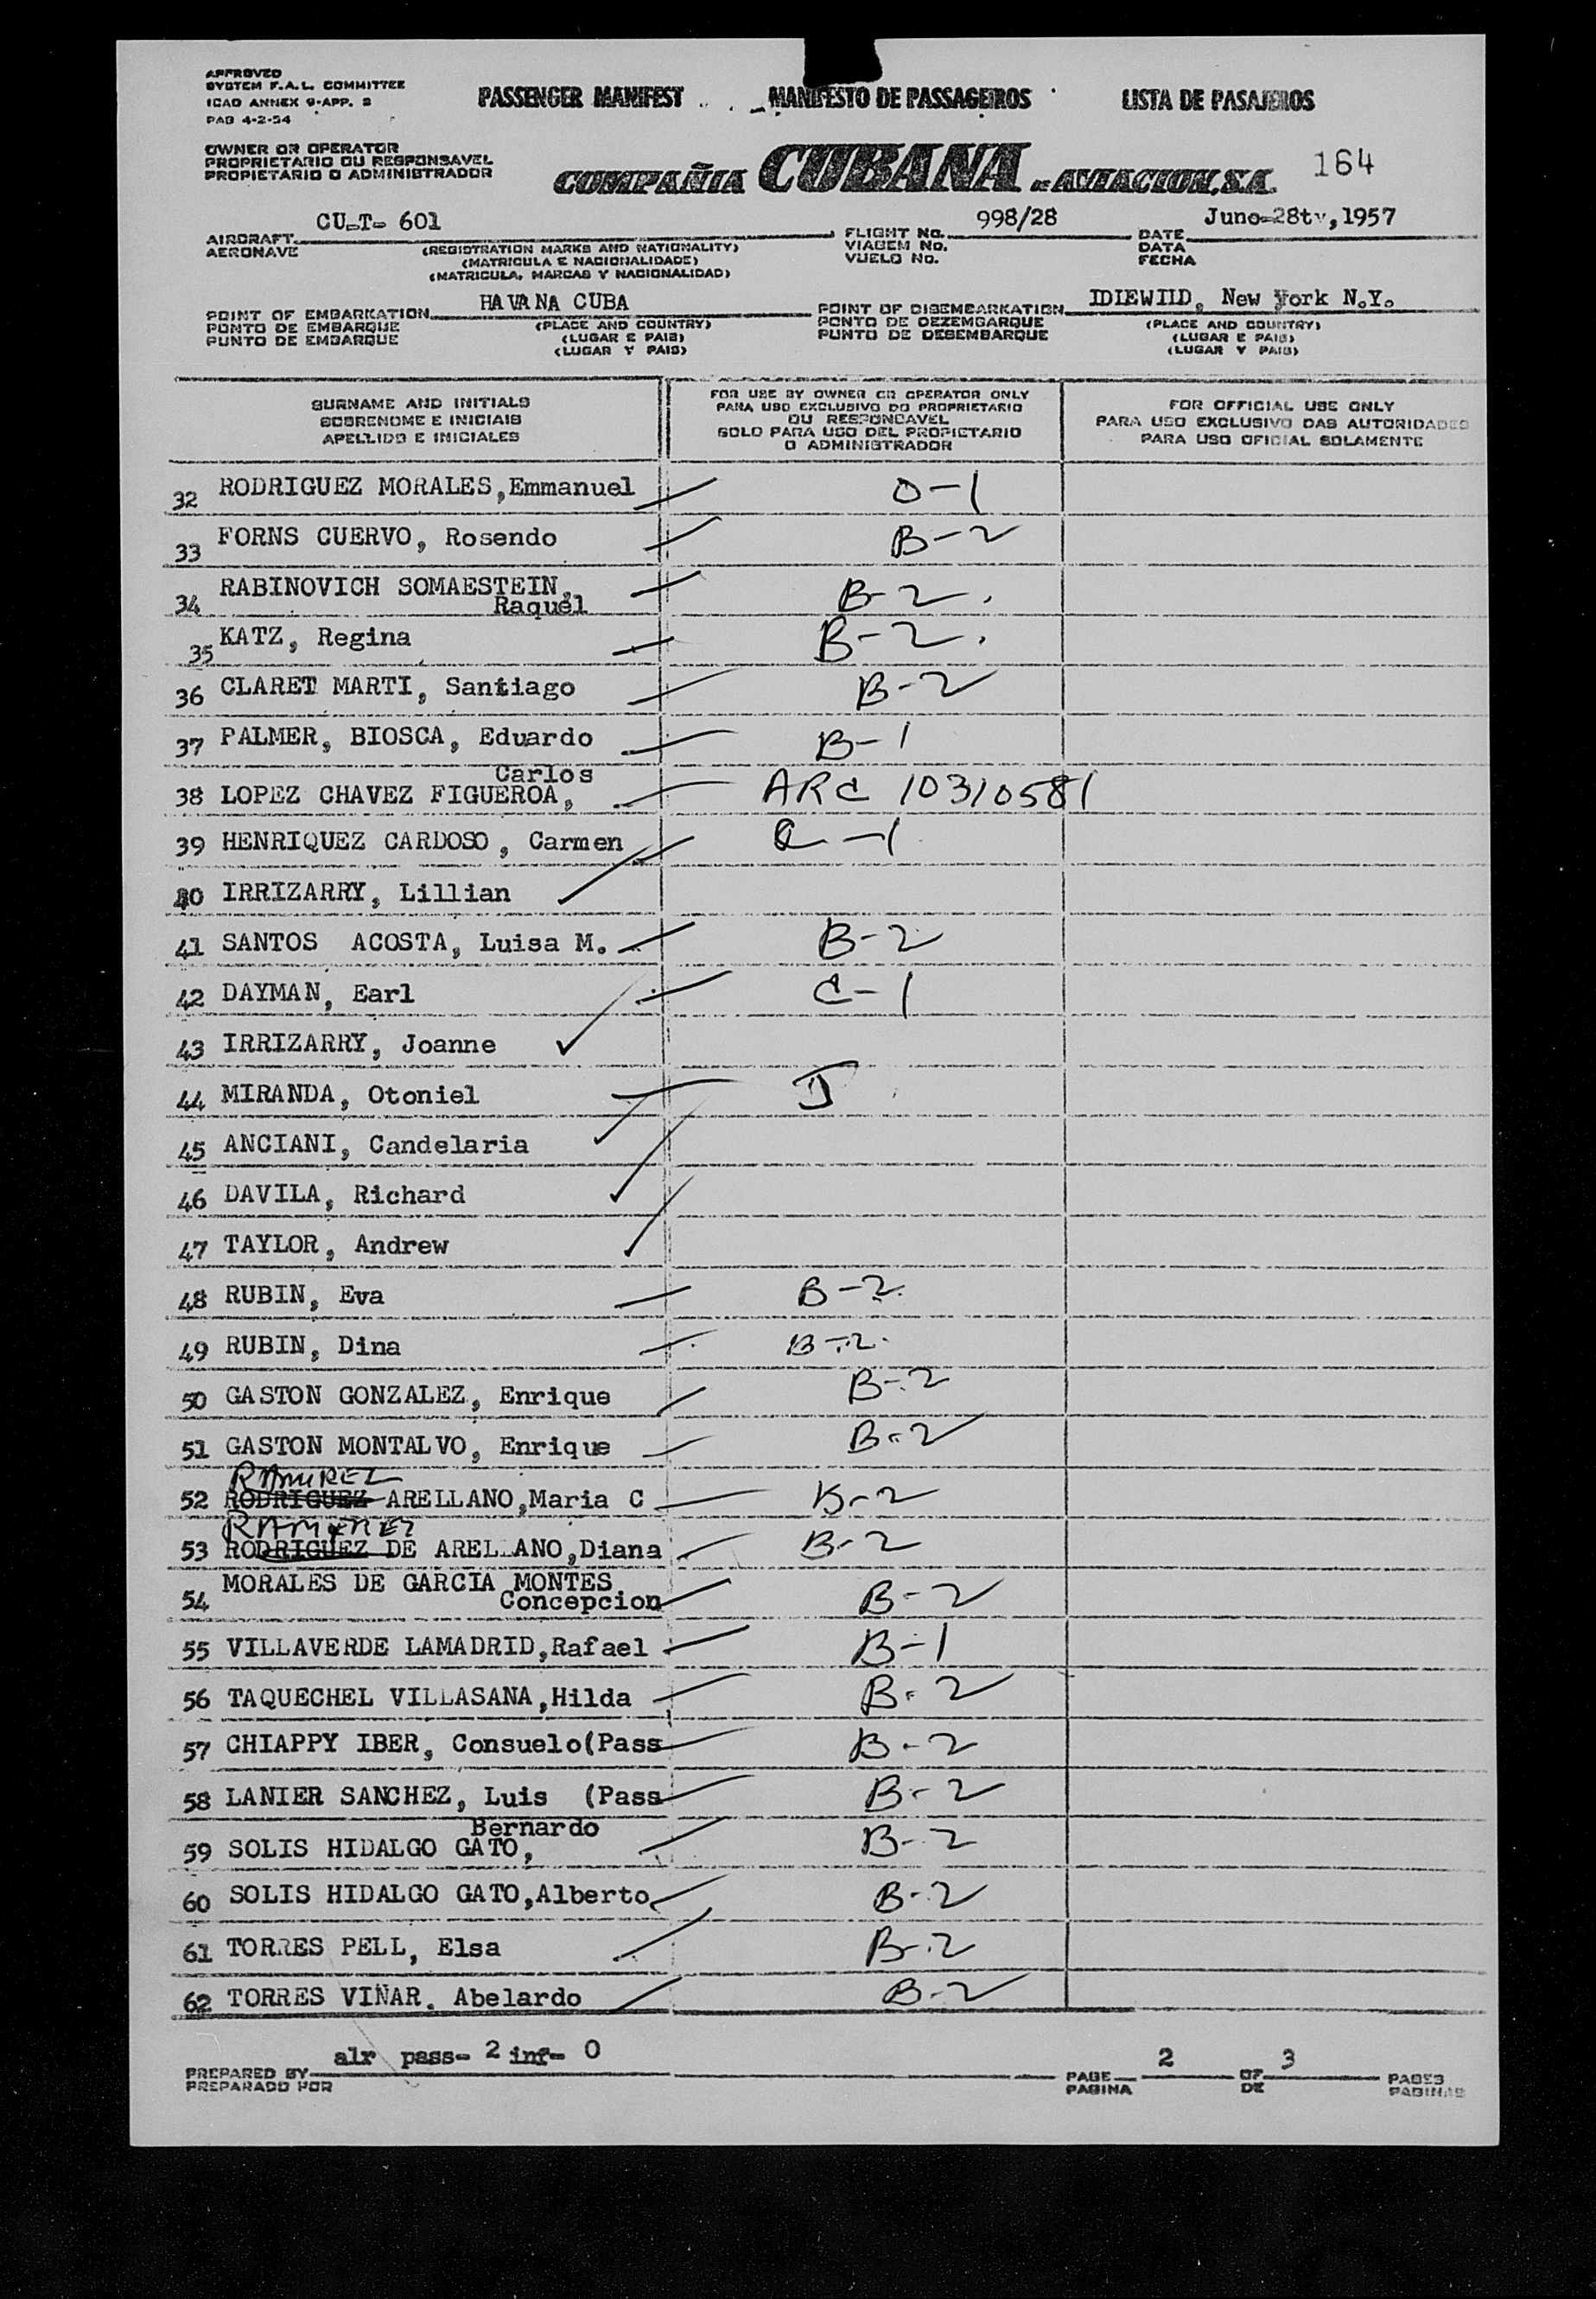 APPROVED
SYSTEM F.A.L. COMMITTEE
ICAO ANNEX 9-APP. 2
PAB 4-2-54
PASSENGER MANIFEST MANIFESTO DE PASSAGEIROS LISTA DE PASAJEROS
OWNER OR OPERATOR
PROPRIETARIO OU RESPONSAVEL
PROPIETARIO O ADMINISTRADOR
COMPAÑIA CUBANA DE AVIACION, S.A. 164
AIRCRAFT CU-T- 601 FLIGHT No. 998/28 DATE June-28th,1957
AERONAVE (REGISTRATION MARKS AND NATIONALITY) VIAGEM No. DATA
(MATRICULA E NACIONALIDADE) VUELO No. FECHA
(MATRICULA, MARCAS Y NACIONALIDAD)
POINT OF EMBARKATION HAVANA CUBA POINT OF DISEMBARKATION IDIEWILD, New York N.Y.
PONTO DE EMBARQUE (PLACE AND COUNTRY) PONTO DE DEZEMBARQUE (PLACE AND COUNTRY)
PUNTO DE EMBARQUE (LUGAR E PAIS) PUNTO DE DESEMBARQUE (LUGAR E PAIS)
(LUGAR Y PAIS) (LUGAR Y PAIS)
SURNAME AND INITIALS
SOBRENOME E INICIAIS
APELLIDO E INICIALES
FOR USE BY OWNER OR OPERATOR ONLY
PARA USO EXCLUSIVO DO PROPRIETARIO
OU RESPONCAVEL
SOLO PARA USO DEL PROPIETARIO
O ADMINISTRADOR
FOR OFFICIAL USE ONLY
PARA USO EXCLUSIVO DAS AUTORIDADES
PARA USO OFICIAL SOLAMENTE
32 RODRIGUEZ MORALES,Emmanuel O-1
33 FORNS CUERVO, Rosendo B-2
34 RABINOVICH SOMAESTEIN, B-2
Raquel
35 KATZ, Regina B-2
36 CLARET MARTI, Santiago B-2
37 PALMER, BIOSCA, Eduardo B-1
Carlos
38 LOPEZ CHAVEZ FIGUEROA, ARC 10310581
39 HENRIQUEZ CARDOSO, Carmen C-1
40 IRRIZARRY, Lillian
41 SANTOS ACOSTA, Luisa M. B-2
42 DAYMAN, Earl C-1
43 IRRIZARRY, Joanne
44 MIRANDA, Otoniel I
45 ANCIANI, Candelaria
46 DAVILA, Richard
47 TAYLOR, Andrew
48 RUBIN, Eva B-2
49 RUBIN, Dina B-2
50 GASTON GONZALEZ, Enrique B-2
51 GASTON MONTALVO, Enrique B-2
RAMIREZ
52 RODRIGUEZ ARELLANO,Maria C B-2
RAMIREZ
53 RODRIGUEZ DE ARELLANO,Diana B-2
54 MORALES DE GARCIA MONTES, B-2
Concepcion
55 VILLAVERDE LAMADRID,Rafael B-1
56 TAQUECHEL VILLASANA,Hilda B-2
57 CHIAPPY IBER, Consuelo(Pass B-2
58 LANIER SANCHEZ, Luis (Pass B-2
Bernardo
59 SOLIS HIDALGO GATO, B-2
60 SOLIS HIDALGO GATO,Alberto B-2
61 TORRES PELL, Elsa B-2
62 TORRES VIÑAR. Abelardo B-2
PREPARED BY alr pass- 2 inf- 0 PAGE 2 OF 3 PAGES
PREPARADO POR PAGINA DE PAGINAS